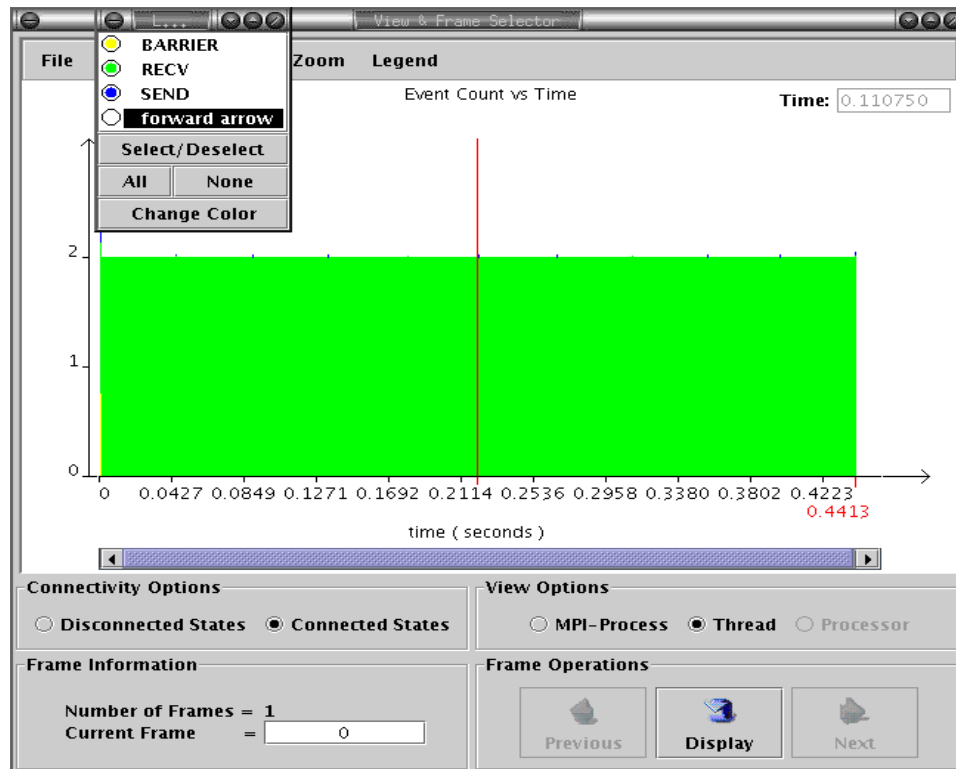 L...
View & Frame Selector
File
Zoom
Legend
BARRIER
RECV
SEND
forward arrow
Select/Deselect
All
None
Change Color
Event Count vs Time
Time: 0.110750
2
1
0
0 0.0427 0.0849 0.1271 0.1692 0.2114 0.2536 0.2958 0.3380 0.3802 0.4223
0.4413
time ( seconds )
Connectivity Options
Disconnected States
Connected States
View Options
MPI-Process
Thread
Processor
Frame Information
Number of Frames = 1
Current Frame = 0
Frame Operations
Previous
Display
Next